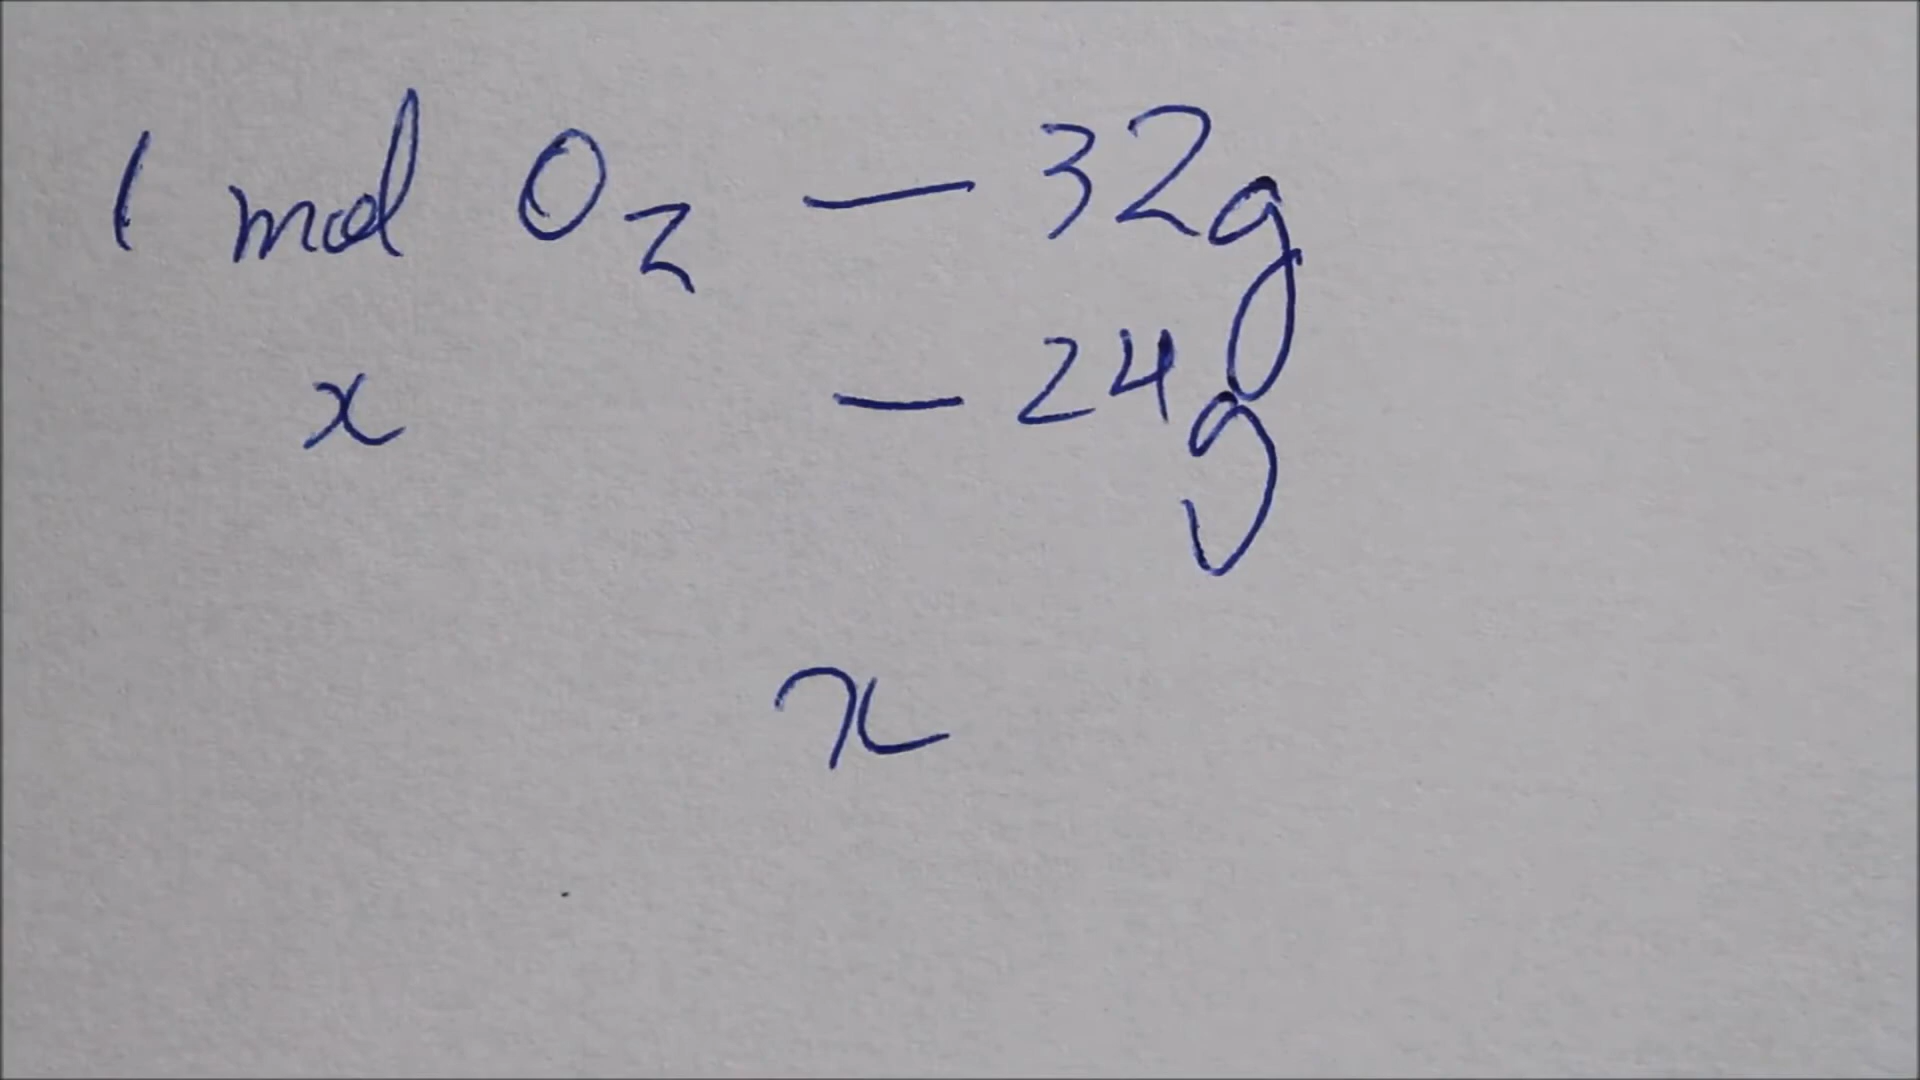 1 mol O₂ — 32g
x — 24g
x